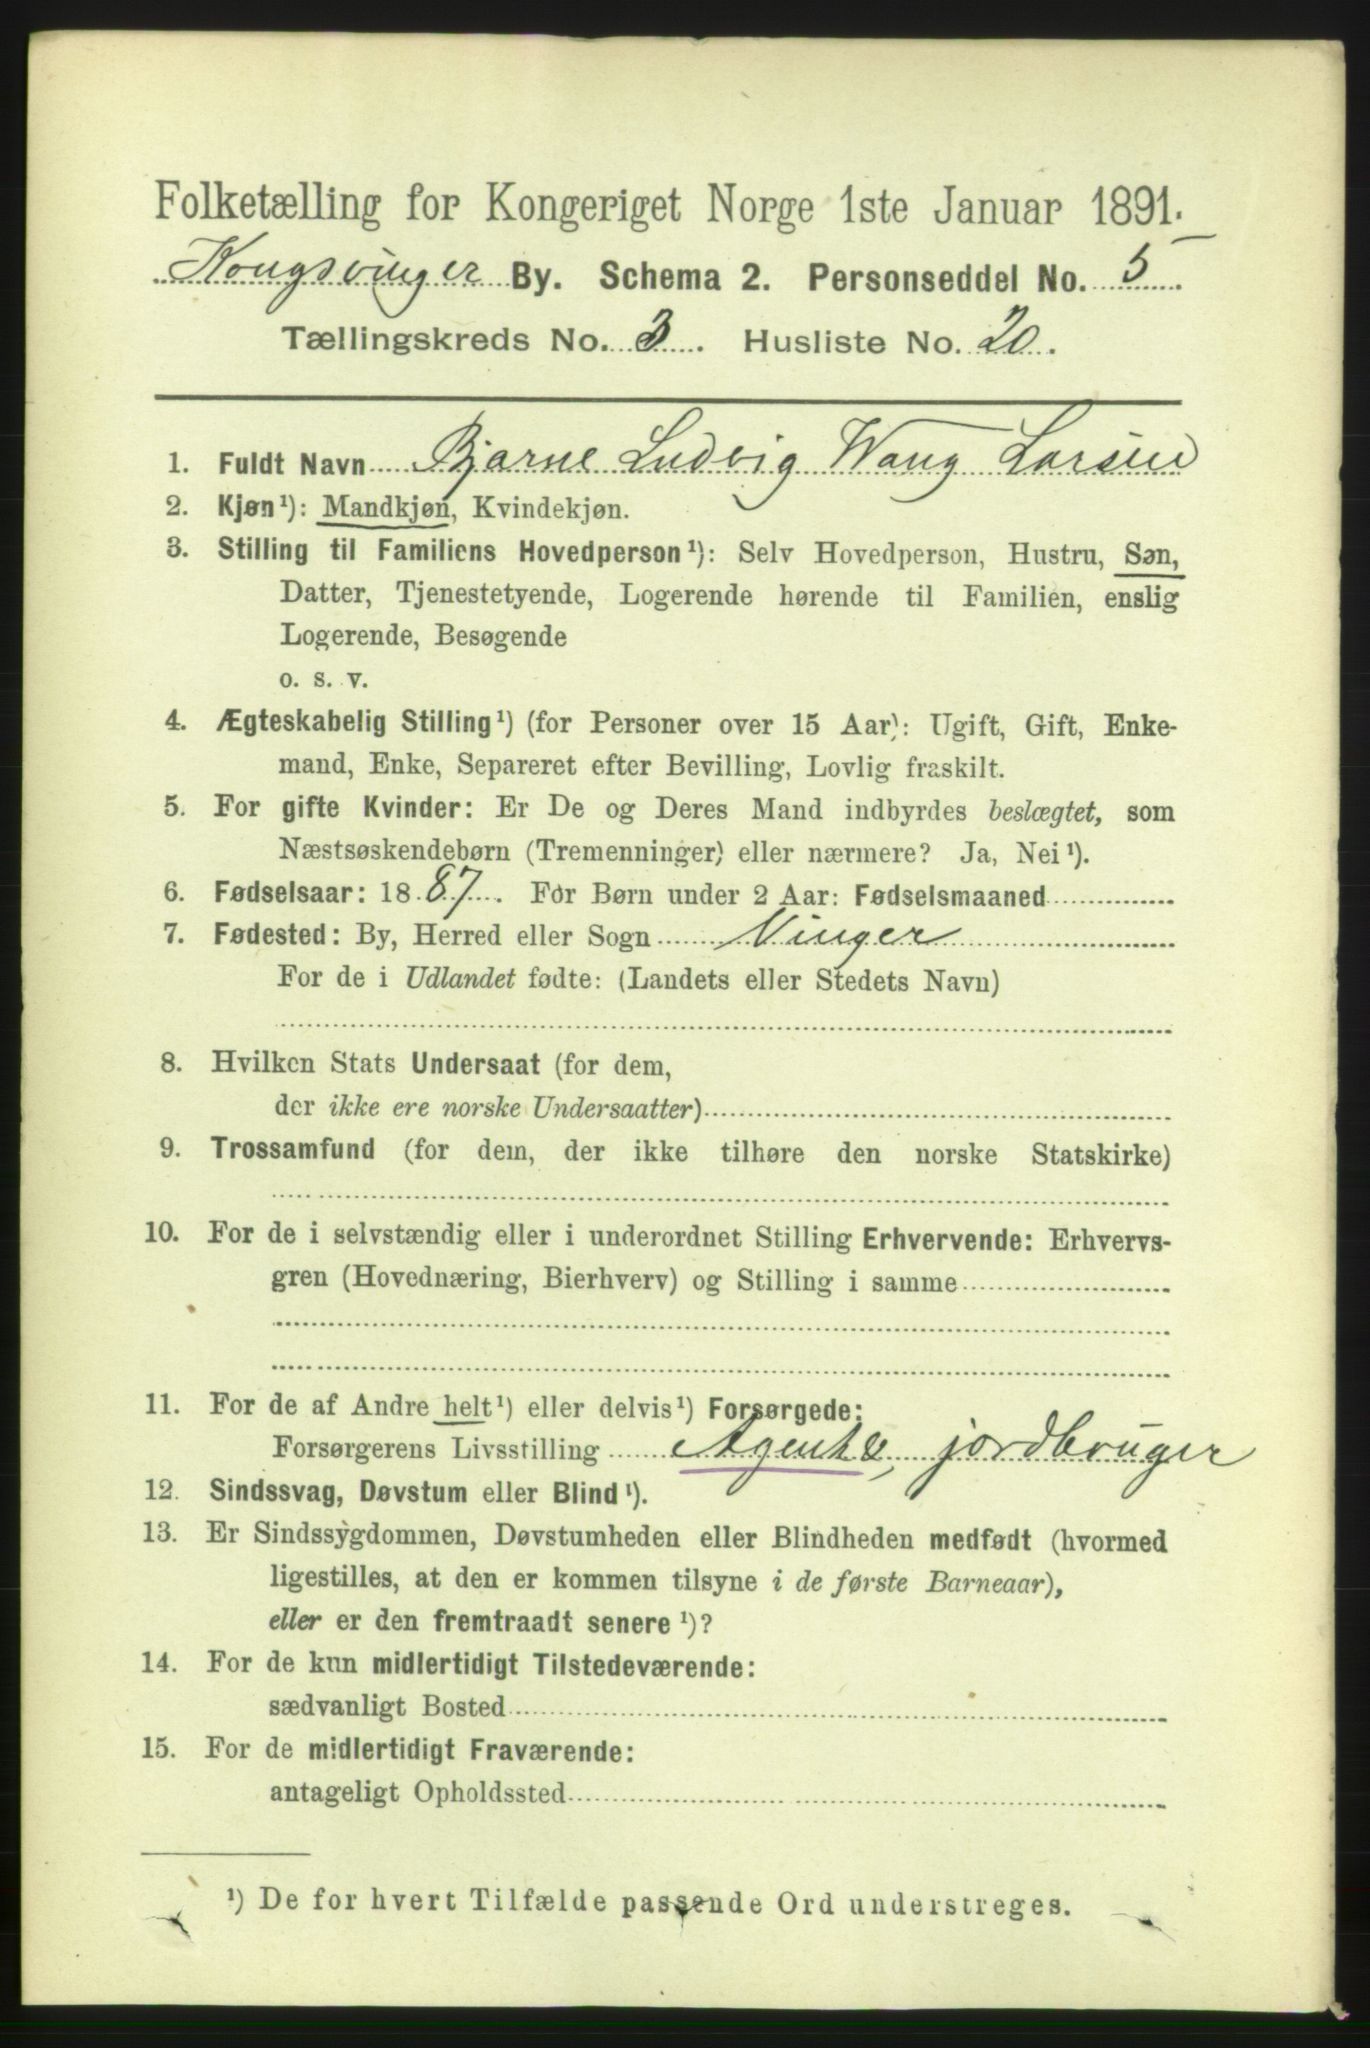 Folketælling for Kongeriget Norge 1ste Januar 1891.
Kongsvinger By. Schema 2. Personseddel No. 5
Tællingskreds No. 3. Husliste No. 20.
1. Fuldt Navn Bjarne Ludvig Wang Larsen
2. Kjøn¹): Mandkjøn, Kvindekjøn.
3. Stilling til Familiens Hovedperson¹): Selv Hovedperson, Hustru, Søn,
Datter, Tjenestetyende, Logerende hørende til Familien, enslig
Logerende, Besøgende
o. s. v.
4. Ægteskabelig Stilling¹) (for Personer over 15 Aar): Ugift, Gift, Enke-
mand, Enke, Separeret efter Bevilling, Lovlig fraskilt.
5. For gifte Kvinder: Er De og Deres Mand indbyrdes beslægtet, som
Næstsøskendebørn (Tremenninger) eller nærmere? Ja, Nei¹).
6. Fødselsaar: 1887. For Børn under 2 Aar: Fødselsmaaned
7. Fødested: By, Herred eller Sogn Vinger
For de i Udlandet fødte: (Landets eller Stedets Navn)
8. Hvilken Stats Undersaat (for dem,
der ikke ere norske Undersaatter)
9. Trossamfund (for dem, der ikke tilhøre den norske Statskirke)
10. For de i selvstændig eller i underordnet Stilling Erhvervende: Erhvervs-
gren (Hovednæring, Bierhverv) og Stilling i samme
11. For de af Andre helt¹) eller delvis¹) Forsørgede:
Forsørgerens Livsstilling Agent &, jordbruger
12. Sindssvag, Døvstum eller Blind¹).
13. Er Sindssygdommen, Døvstumheden eller Blindheden medfødt (hvormed
ligestilles, at den er kommen tilsyne i de første Barneaar),
eller er den fremtraadt senere¹)?
14. For de kun midlertidigt Tilstedeværende:
sædvanligt Bosted
15. For de midlertidigt Fraværende:
antageligt Opholdssted
¹) De for hvert Tilfælde passende Ord understreges.